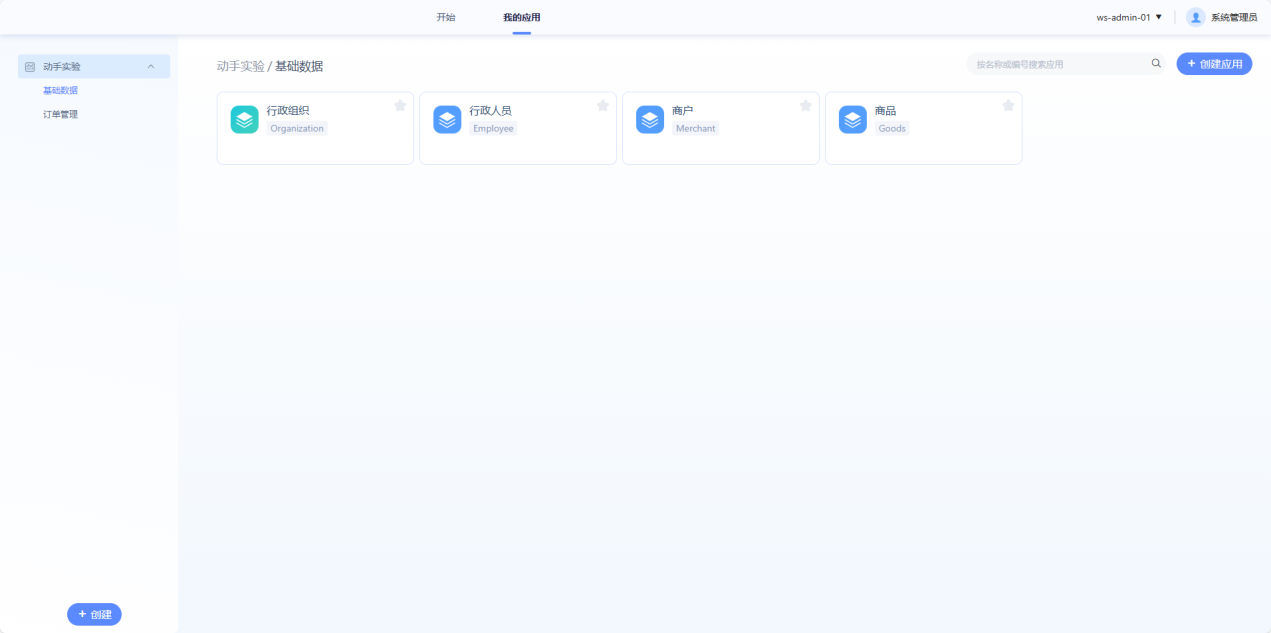 开始
我的应用
ws-admin-01
系统管理员
动手实验
基础数据
订单管理
创建
动手实验 / 基础数据
按名称或编号搜索应用
创建应用
行政组织
Organization
行政人员
Employee
商户
Merchant
商品
Goods